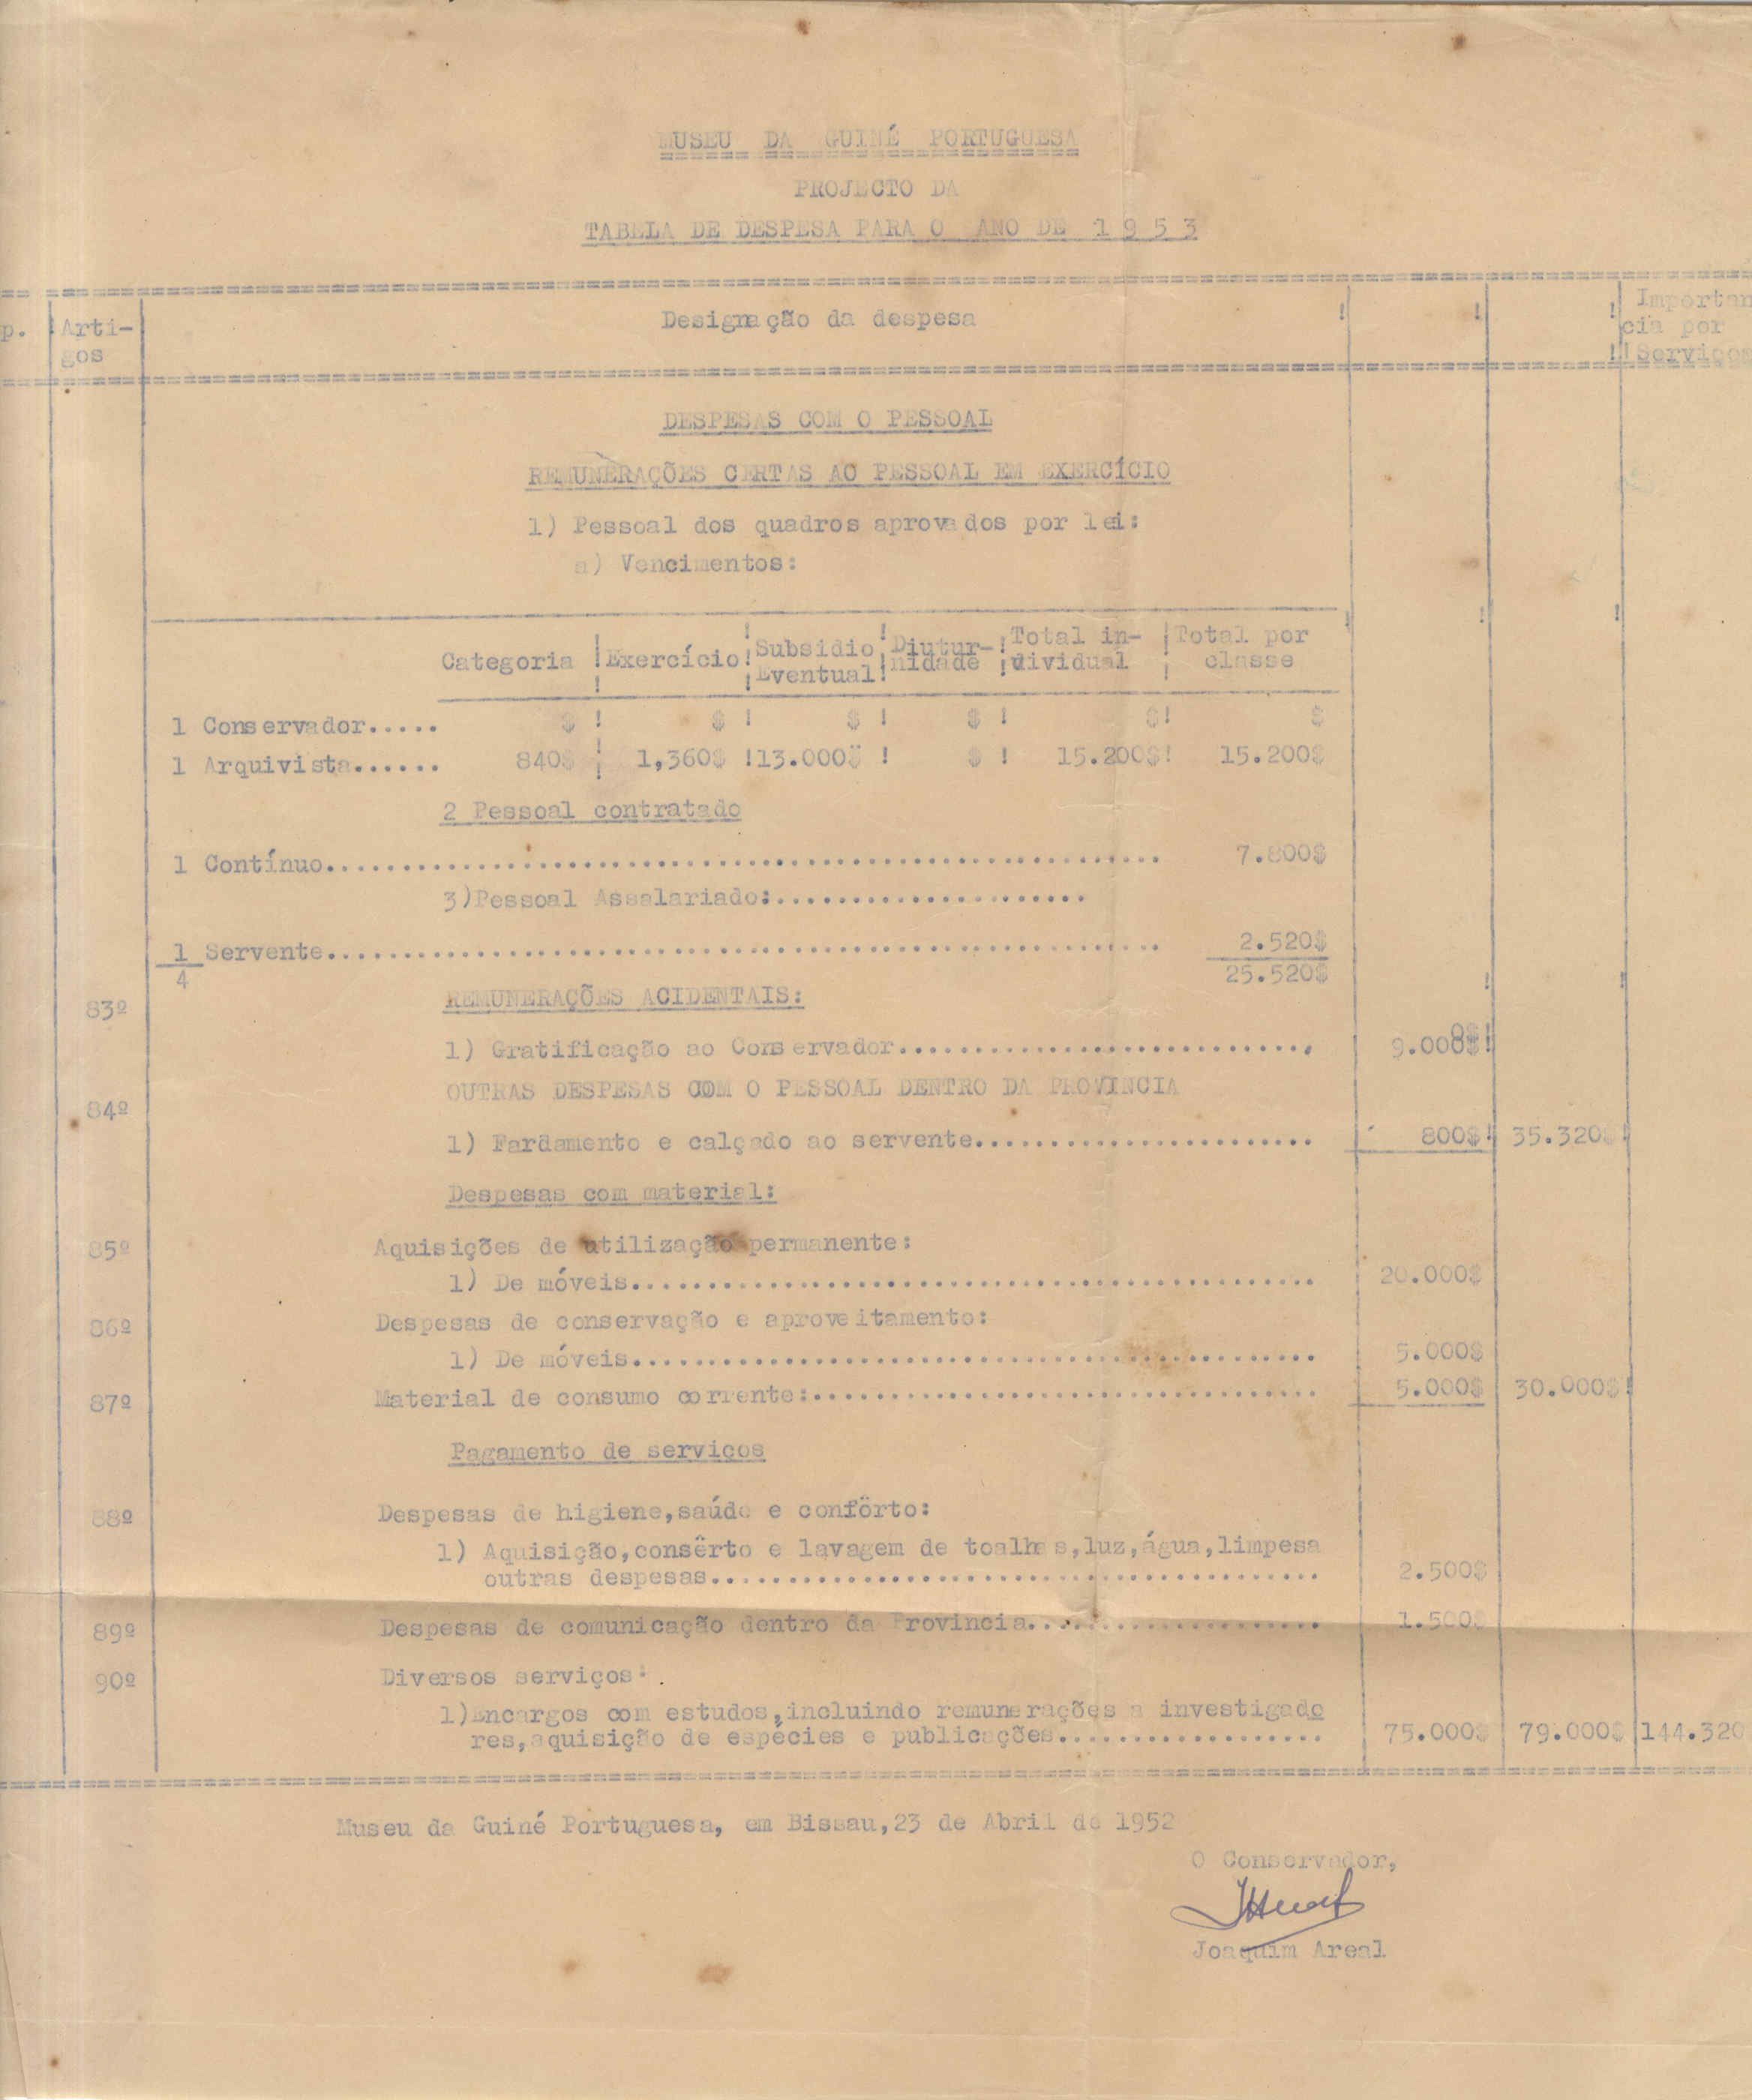 MUSEU DA GUINÉ PORTUGUESA
PROJECTO DA
TABELA DE DESPESA PARA O ANO DE 1953
p. Arti-
gos
Designação da despesa
Importan
cia por
Serviços
DESPESAS COM O PESSOAL
REMUNERAÇÕES CERTAS AO PESSOAL EM EXERCÍCIO
1) Pessoal dos quadros aprovados por lei:
a) Vencimentos:
Categoria ! Exercício ! Subsidio Eventual ! Diutur-nidade ! Total in-dividual ! Total por classe
1 Conservador..... $ ! $ ! $ ! $ ! $! $
1 Arquivista...... 840$ ! 1,360$ !13.000$ ! $ ! 15.200$! 15.200$
2 Pessoal contratado
1 Contínuo...................................................... 7.800$
3)Pessoal Assalariado:.....................
1 Servente...................................................... 2.520$
4 25.520$
83º REMUNERAÇÕES ACIDENTAIS:
1) Gratificação ao Conservador........................... 9.000$!
84º OUTRAS DESPESAS COM O PESSOAL DENTRO DA PROVINCIA
1) Fardamento e calçado ao servente...................... 800$! 35.320$!
Despesas com material:
85º Aquisições de utilização permanente:
1) De móveis............................................. 20.000$
86º Despesas de conservação e aproveitamento:
1) De móveis............................................. 5.000$
87º Material de consumo corrente:................................. 5.000$ 30.000$!
Pagamento de serviços
88º Despesas de higiene,saúde e confôrto:
1) Aquisição,consêrto e lavagem de toalhas,luz,água,limpesa
outras despesas........................................ 2.500$
89º Despesas de comunicação dentro da Provincia................... 1.500$
90º Diversos serviços:.
1)Encargos com estudos,incluindo remunerações a investigado
res,aquisição de espécies e publicações.................. 75.000$ 79.000$ 144.320
Museu da Guiné Portuguesa, em Bissau,23 de Abril de 1952
O Conservador,
Joaquim Areal